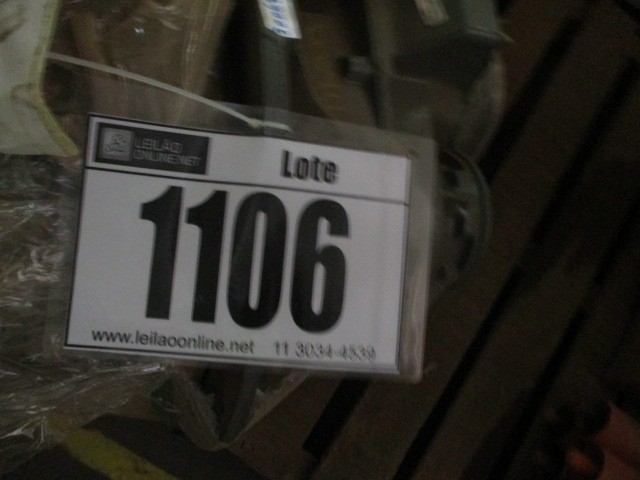 LEILÃO
ONLINE.NET
Lote
1106
www.leilaoonline.net 11 3034-4539